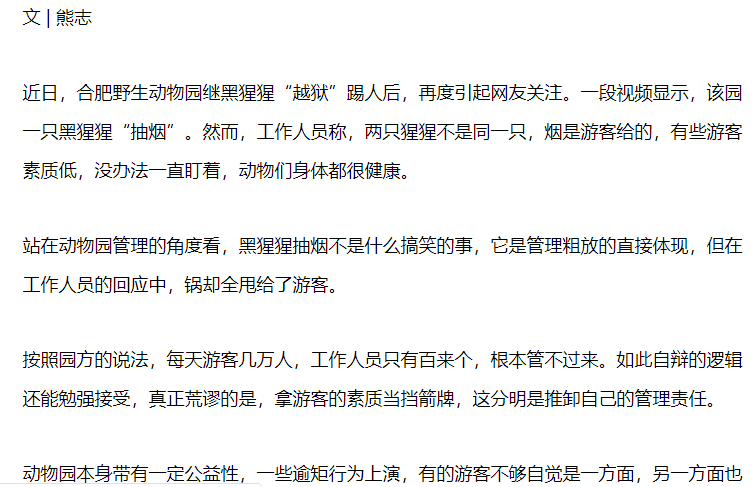 文 | 熊志
近日，合肥野生动物园继黑猩猩“越狱”踢人后，再度引起网友关注。一段视频显示，该园
一只黑猩猩“抽烟”。然而，工作人员称，两只猩猩不是同一只，烟是游客给的，有些游客
素质低，没办法一直盯着，动物们身体都很健康。
站在动物园管理的角度看，黑猩猩抽烟不是什么搞笑的事，它是管理粗放的直接体现，但在
工作人员的回应中，锅却全甩给了游客。
按照园方的说法，每天游客几万人，工作人员只有百来个，根本管不过来。如此自辩的逻辑
还能勉强接受，真正荒谬的是，拿游客的素质当挡箭牌，这分明是推卸自己的管理责任。
动物园本身带有一定公益性，一些逾矩行为上演，有的游客不够自觉是一方面，另一方面也